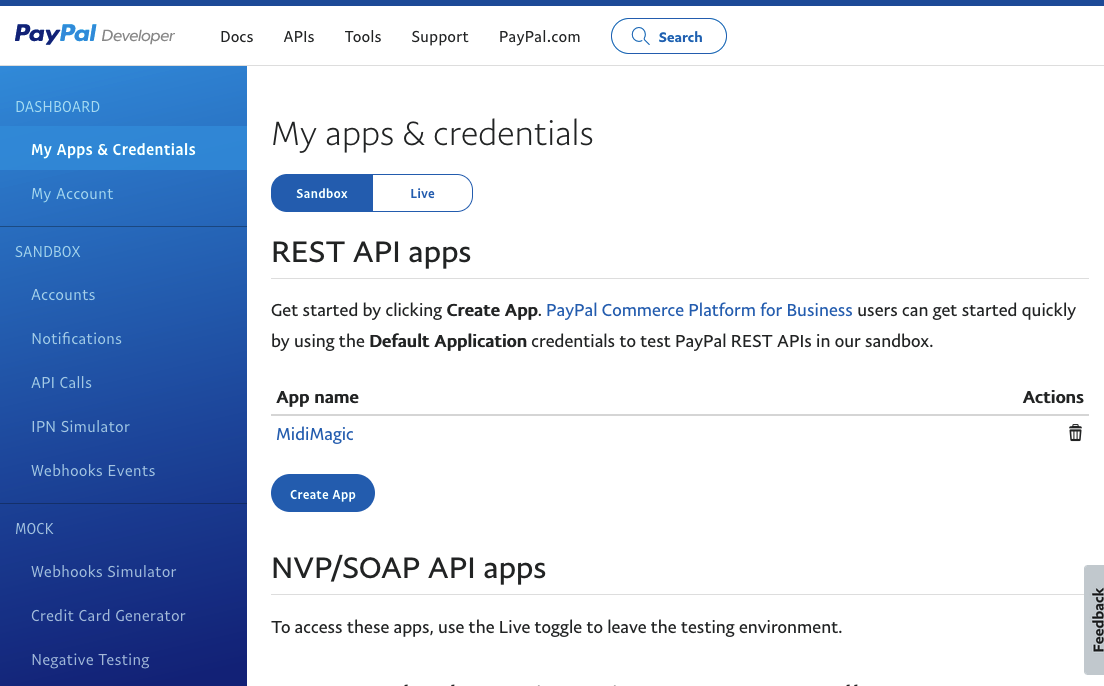 PayPal Developer
Docs APIs Tools Support PayPal.com Search
DASHBOARD
My Apps & Credentials
My Account
SANDBOX
Accounts
Notifications
API Calls
IPN Simulator
Webhooks Events
MOCK
Webhooks Simulator
Credit Card Generator
Negative Testing
My apps & credentials
Sandbox Live
REST API apps
Get started by clicking Create App. PayPal Commerce Platform for Business users can get started quickly
by using the Default Application credentials to test PayPal REST APIs in our sandbox.
App name Actions
MidiMagic
Create App
NVP/SOAP API apps
To access these apps, use the Live toggle to leave the testing environment.
Feedback